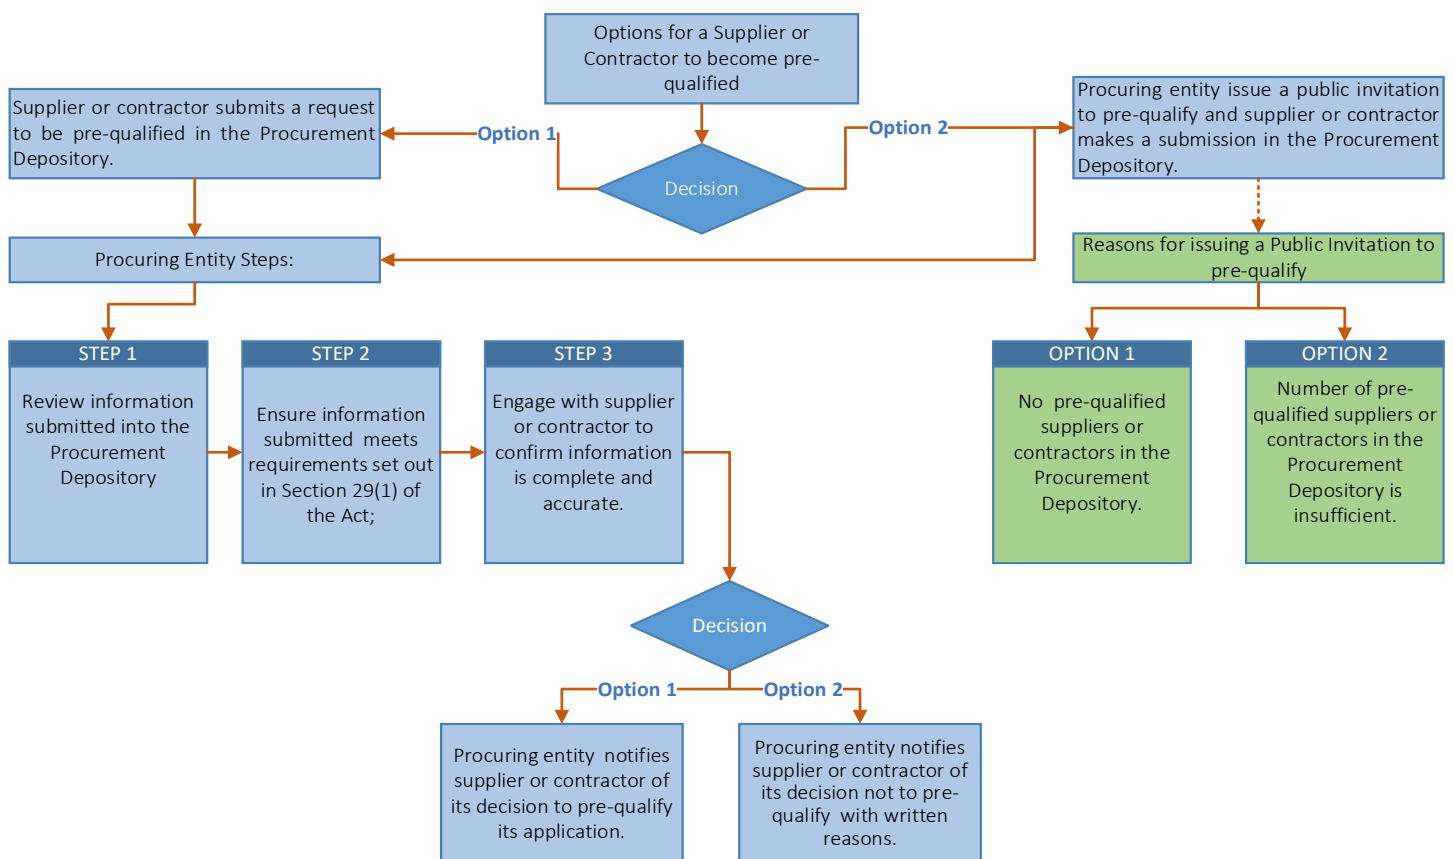 Options for a Supplier or
Contractor to become pre-
qualified
Supplier or contractor submits a request
to be pre-qualified in the Procurement
Depository.
Option 1
Decision
Option 2
Procuring entity issue a public invitation
to pre-qualify and supplier or contractor
makes a submission in the Procurement
Depository.
Procuring Entity Steps:
Reasons for issuing a Public Invitation to
pre-qualify
STEP 1
Review information
submitted into the
Procurement
Depository
STEP 2
Ensure information
submitted meets
requirements set out
in Section 29(1) of
the Act;
STEP 3
Engage with supplier
or contractor to
confirm information
is complete and
accurate.
OPTION 1
No pre-qualified
suppliers or
contractors in the
Procurement
Depository.
OPTION 2
Number of pre-
qualified suppliers or
contractors in the
Procurement
Depository is
insufficient.
Decision
Option 1
Option 2
Procuring entity notifies
supplier or contractor of
its decision to pre-qualify
its application.
Procuring entity notifies
supplier or contractor of
its decision not to pre-
qualify with written
reasons.